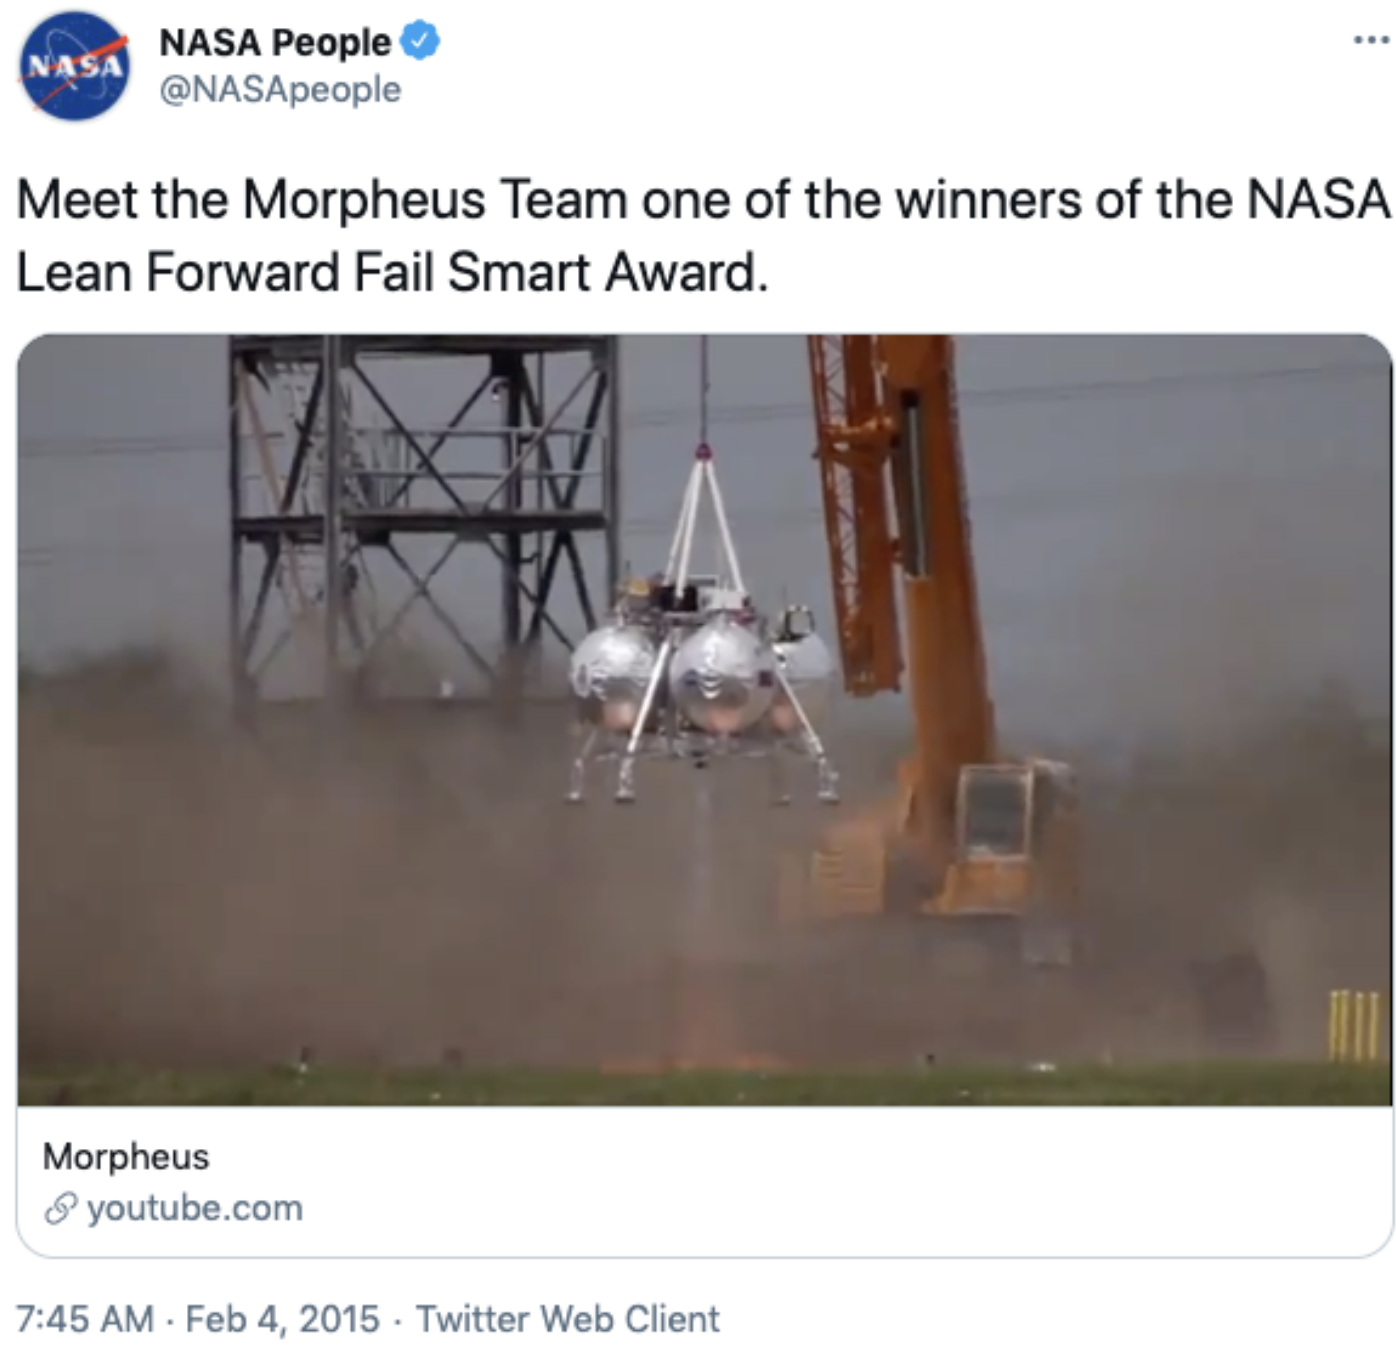 NASA
NASA People
@NASApeople
Meet the Morpheus Team one of the winners of the NASA
Lean Forward Fail Smart Award.
Morpheus
youtube.com
7:45 AM · Feb 4, 2015 · Twitter Web Client